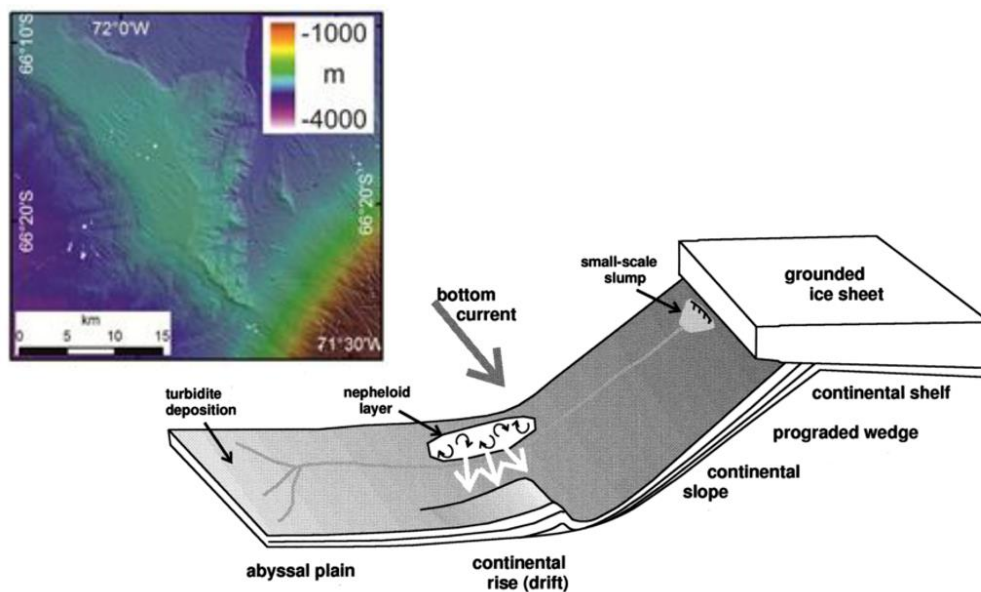 72°0'W
66°10'S
-1000
m
-4000
66°20'S
66°20'S
km
0 5 10 15
71°30'W
small-scale
slump
grounded
ice sheet
bottom
current
turbidite
deposition
nepheloid
layer
continental shelf
prograded wedge
continental
slope
continental
rise (drift)
abyssal plain